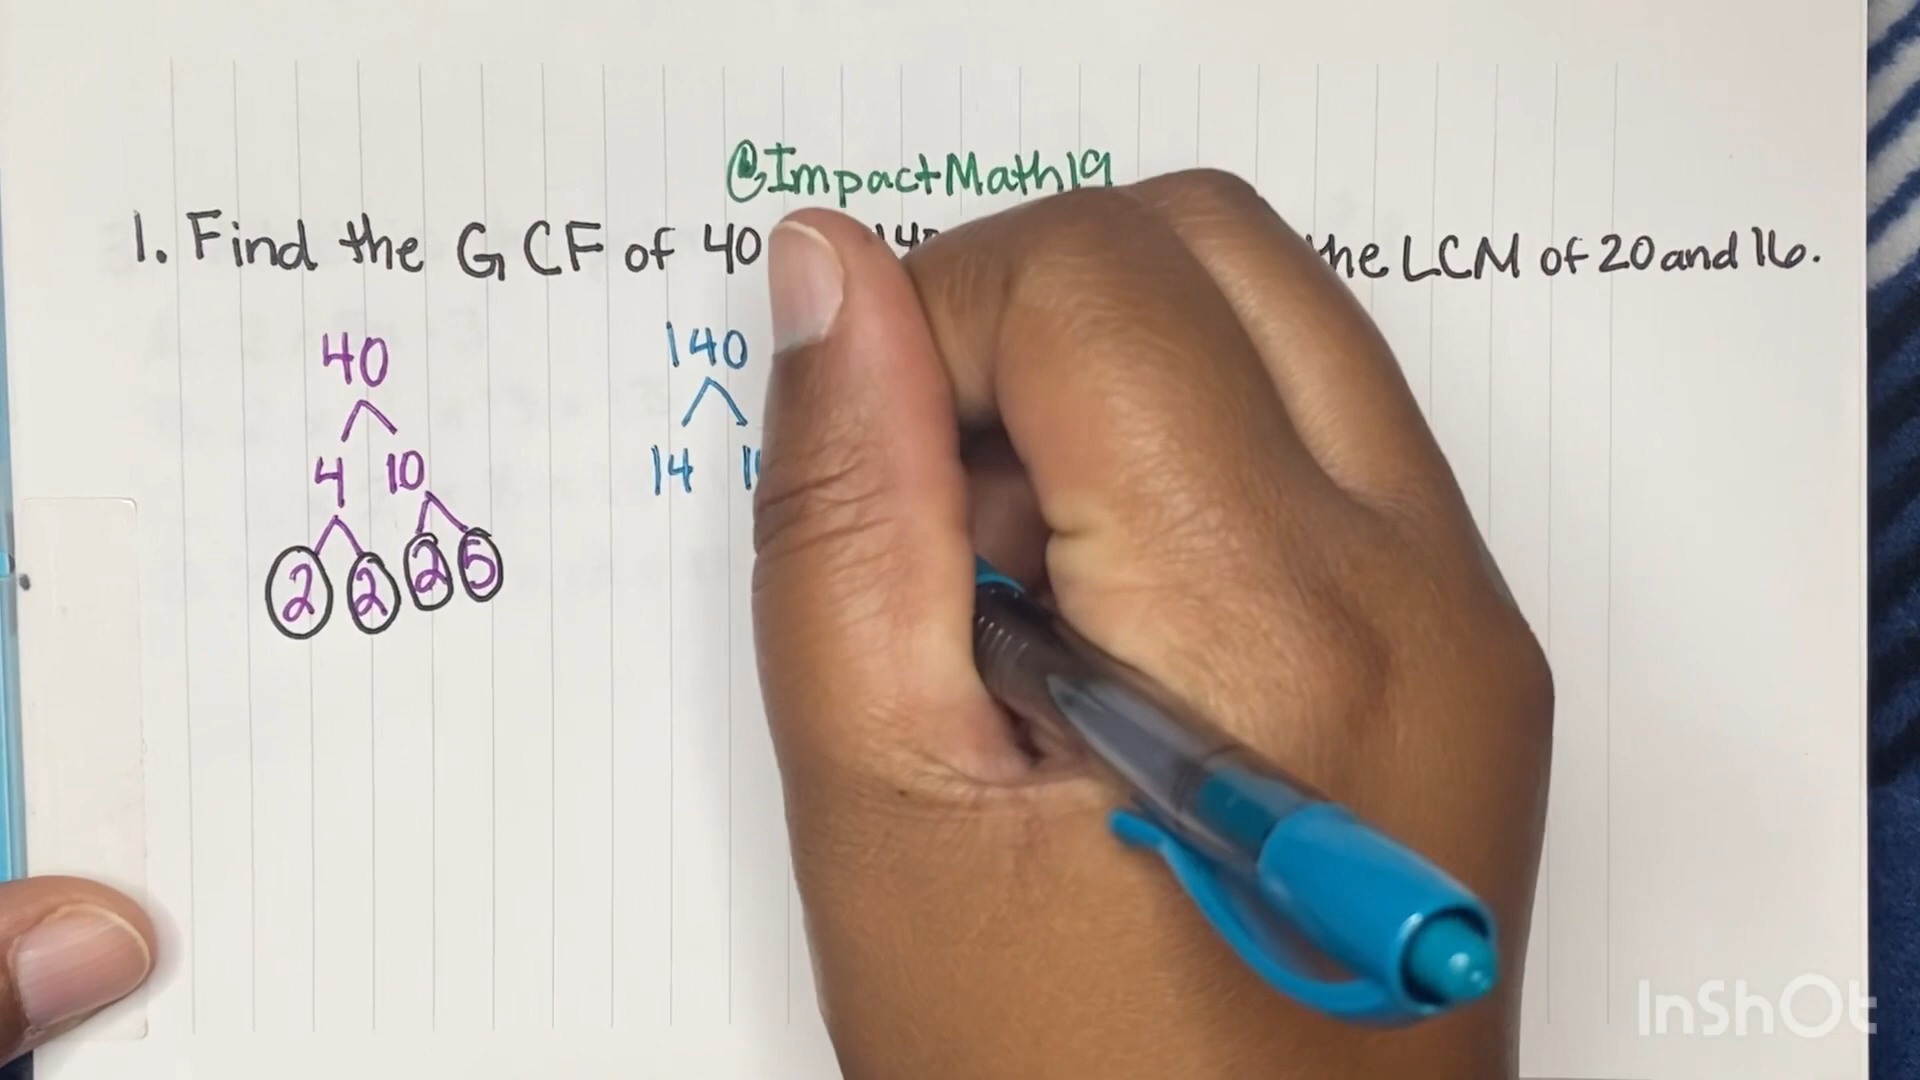 @ImpactMath19
1. Find the GCF of 40 140 the LCM of 20 and 16.
40 140
4 10 14
2 2 2 5
InShOt